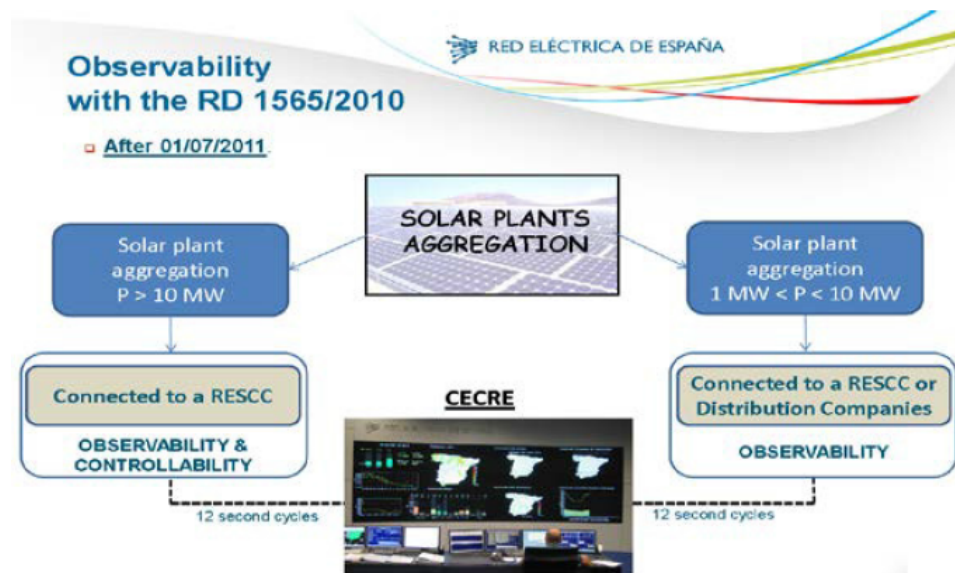 RED ELÉCTRICA DE ESPAÑA
Observability
with the RD 1565/2010
After 01/07/2011
SOLAR PLANTS
AGGREGATION
Solar plant
aggregation
P > 10 MW
Solar plant
aggregation
1 MW < P < 10 MW
Connected to a RESCC
OBSERVABILITY &
CONTROLLABILITY
CECRE
Connected to a RESCC or
Distribution Companies
OBSERVABILITY
12 second cycles
12 second cycles